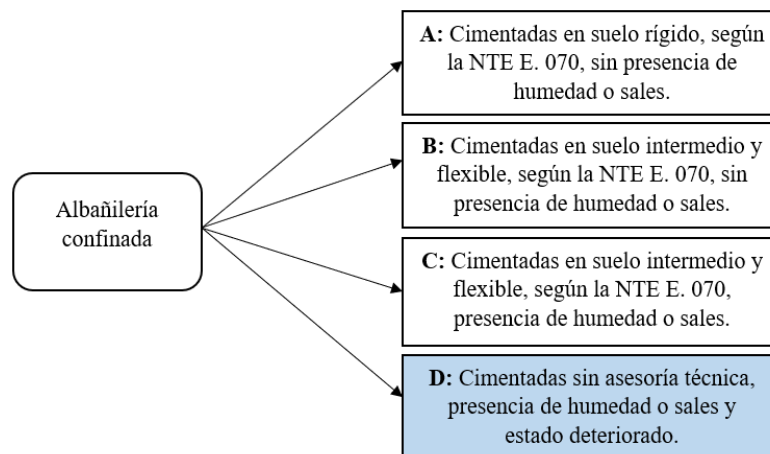 Albañilería
confinada
A: Cimentadas en suelo rígido, según
la NTE E. 070, sin presencia de
humedad o sales.
B: Cimentadas en suelo intermedio y
flexible, según la NTE E. 070, sin
presencia de humedad o sales.
C: Cimentadas en suelo intermedio y
flexible, según la NTE E. 070,
presencia de humedad o sales.
D: Cimentadas sin asesoría técnica,
presencia de humedad o sales y
estado deteriorado.